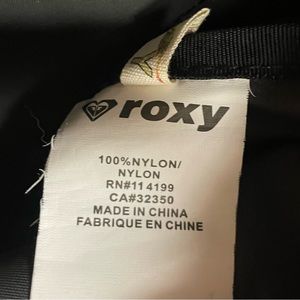 roxy
100%NYLON/
NYLON
RN#114199
CA#32350
MADE IN CHINA
FABRIQUE EN CHINE